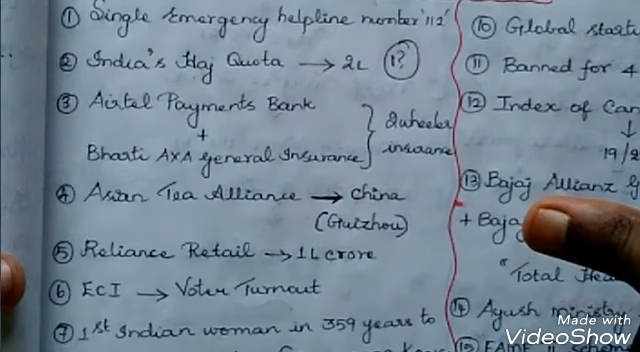 ① Single Emergency helpline number '112'
② India's Haj Quota → 2L (1?)
③ Airtel Payments Bank
+
Bharti AXA General Insurance } 2wheeler insurance
④ Asian Tea Alliance → China
(Guizhou)
⑤ Reliance Retail → 1L crore
⑥ ECI → Voter Turnout
⑦ 1st Indian woman in 359 years to
⑩ Global
⑪ Banned for 4
⑫ Index of
↓
19/2
⑬ Bajaj Allianz
+ Baja
"Total
⑭ Ayush
⑮
Made with
VideoShow